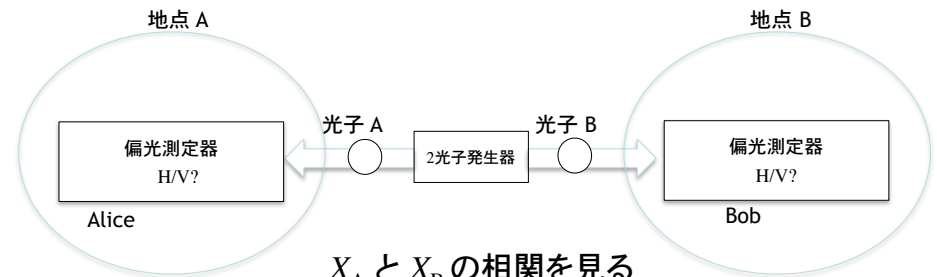 地点 A
地点 B
光子 A
光子 B
偏光測定器
H/V?
2光子発生器
偏光測定器
H/V?
Alice
Bob
X_A と X_B の相関を見る